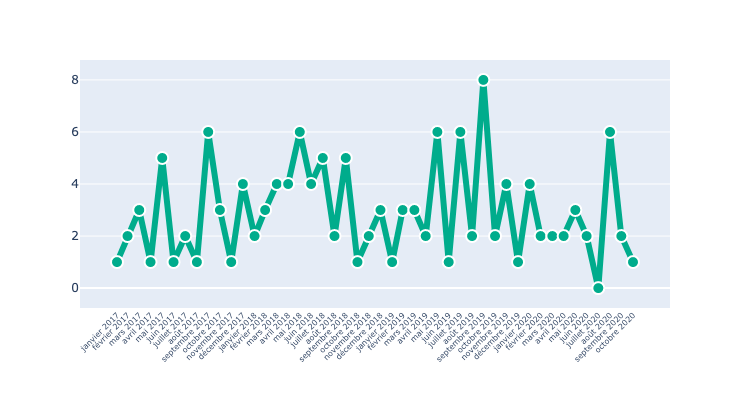 8
6
4
2
0
janvier 2017
février 2017
mars 2017
avril 2017
mai 2017
juin 2017
juillet 2017
août 2017
septembre 2017
octobre 2017
novembre 2017
décembre 2017
janvier 2018
février 2018
mars 2018
avril 2018
mai 2018
juin 2018
juillet 2018
août 2018
septembre 2018
octobre 2018
novembre 2018
décembre 2018
janvier 2019
février 2019
mars 2019
avril 2019
mai 2019
juin 2019
juillet 2019
août 2019
septembre 2019
octobre 2019
novembre 2019
décembre 2019
janvier 2020
février 2020
mars 2020
avril 2020
mai 2020
juin 2020
juillet 2020
août 2020
septembre 2020
octobre 2020